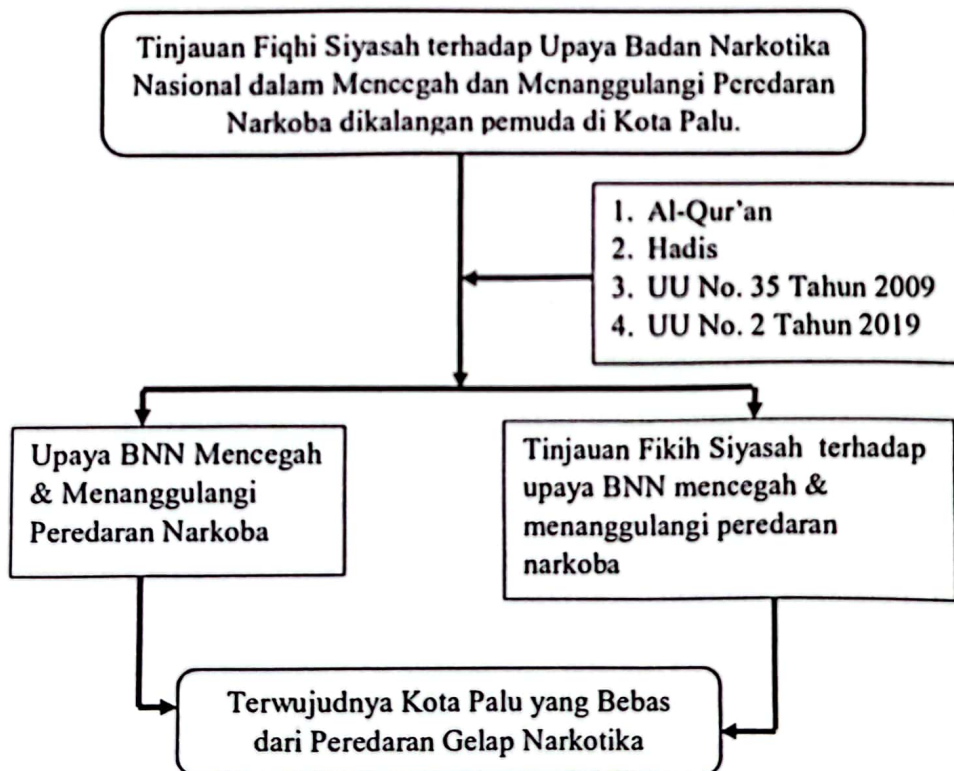 Tinjauan Fiqhi Siyasah terhadap Upaya Badan Narkotika
Nasional dalam Mencegah dan Menanggulangi Peredaran
Narkoba dikalangan pemuda di Kota Palu.
1. Al-Qur'an
2. Hadis
3. UU No. 35 Tahun 2009
4. UU No. 2 Tahun 2019
Upaya BNN Mencegah
& Menanggulangi
Peredaran Narkoba
Tinjauan Fikih Siyasah terhadap
upaya BNN mencegah &
menanggulangi peredaran
narkoba
Terwujudnya Kota Palu yang Bebas
dari Peredaran Gelap Narkotika